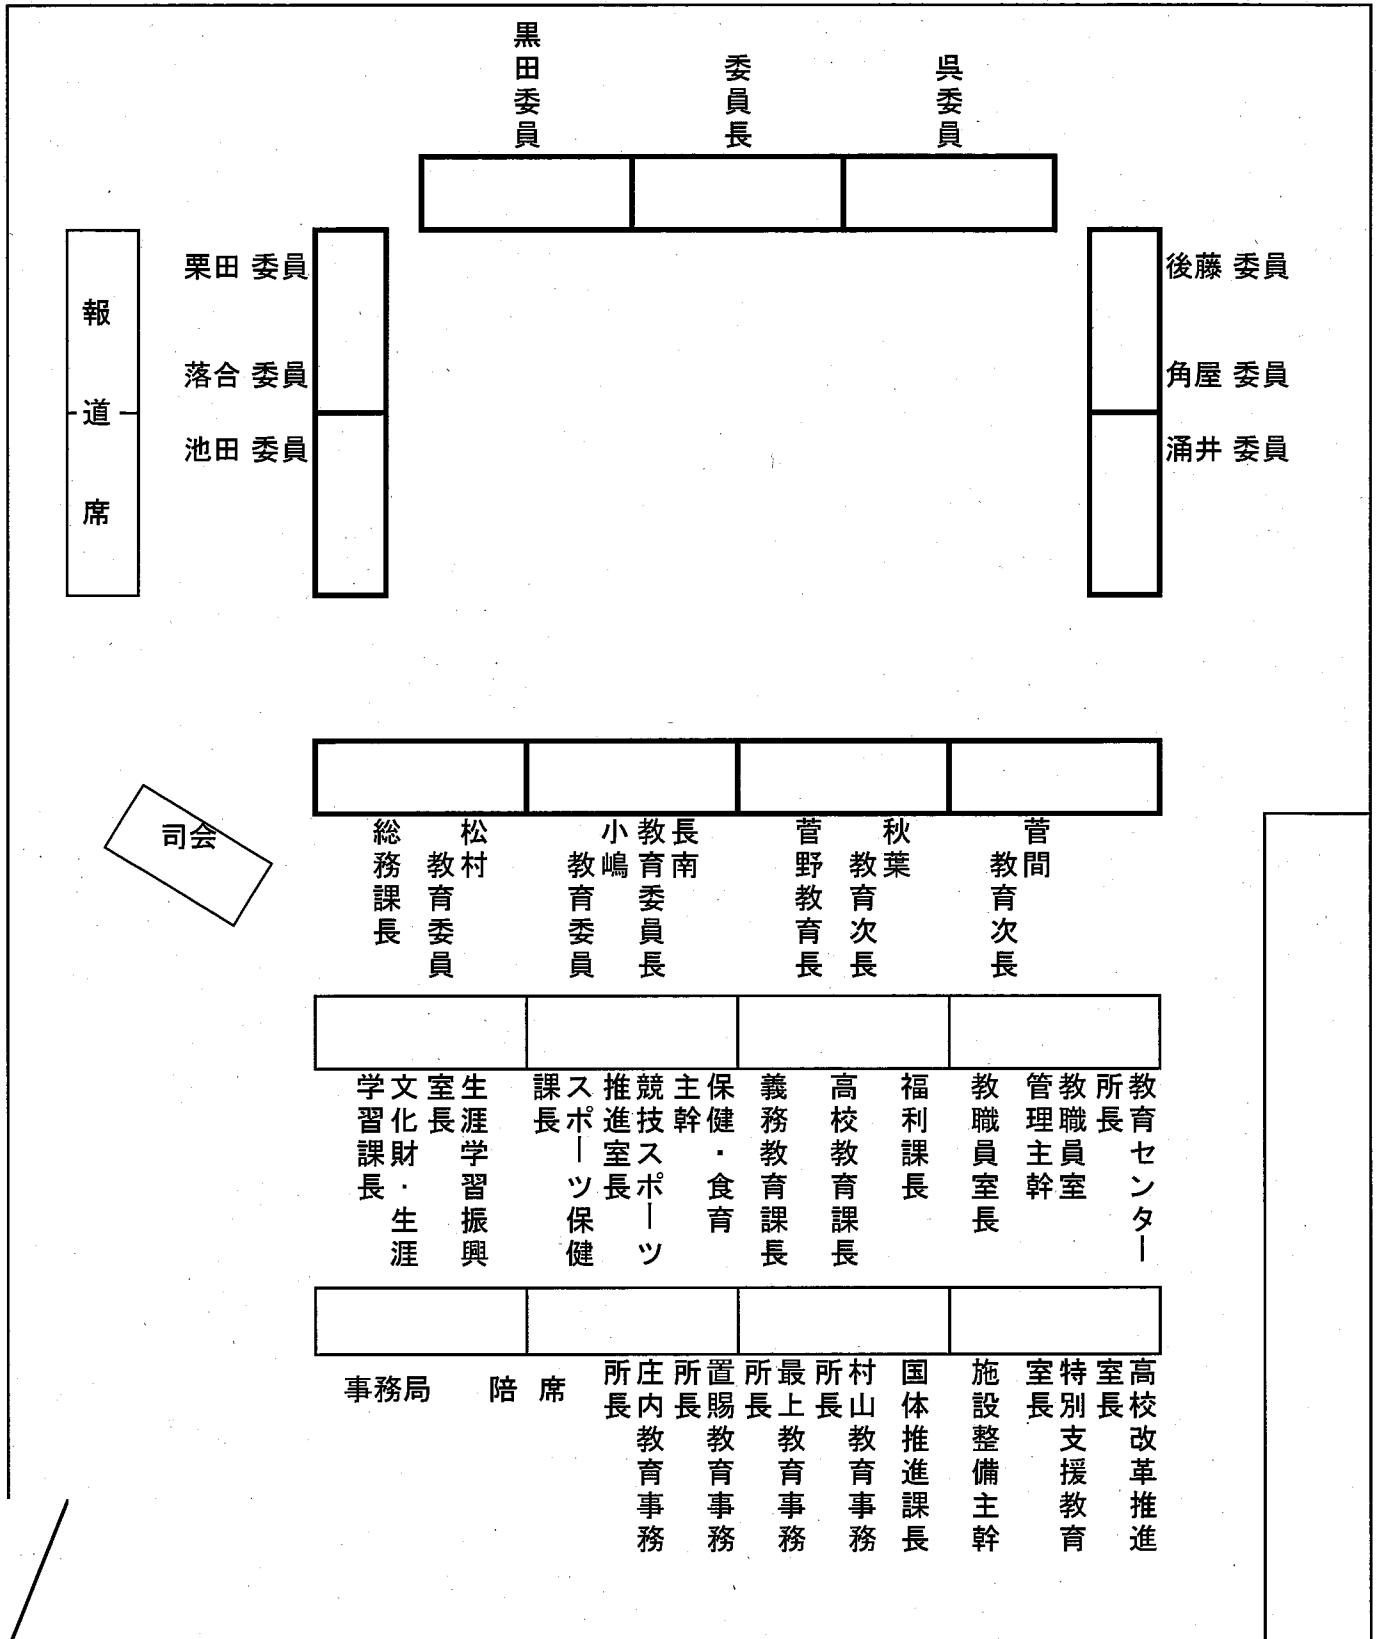 黒田委員
委員長
呉委員
報道席
栗田 委員
落合 委員
池田 委員
後藤 委員
角屋 委員
涌井 委員
司会
総務課長
松村
教育委員
小嶋
教育委員
長南
教育委員長
菅野教育長
秋葉
教育次長
菅間
教育次長
文化財・生涯
学習課長
生涯学習振興
室長
スポーツ保健
課長
競技スポーツ
推進室長
保健・食育
主幹
義務教育課長
高校教育課長
福利課長
教職員室長
教職員室
管理主幹
教育センター
所長
事務局 陪席
庄内教育事務
所長
置賜教育事務
所長
最上教育事務
所長
村山教育事務
所長
国体推進課長
施設整備主幹
特別支援教育
室長
高校改革推進
室長